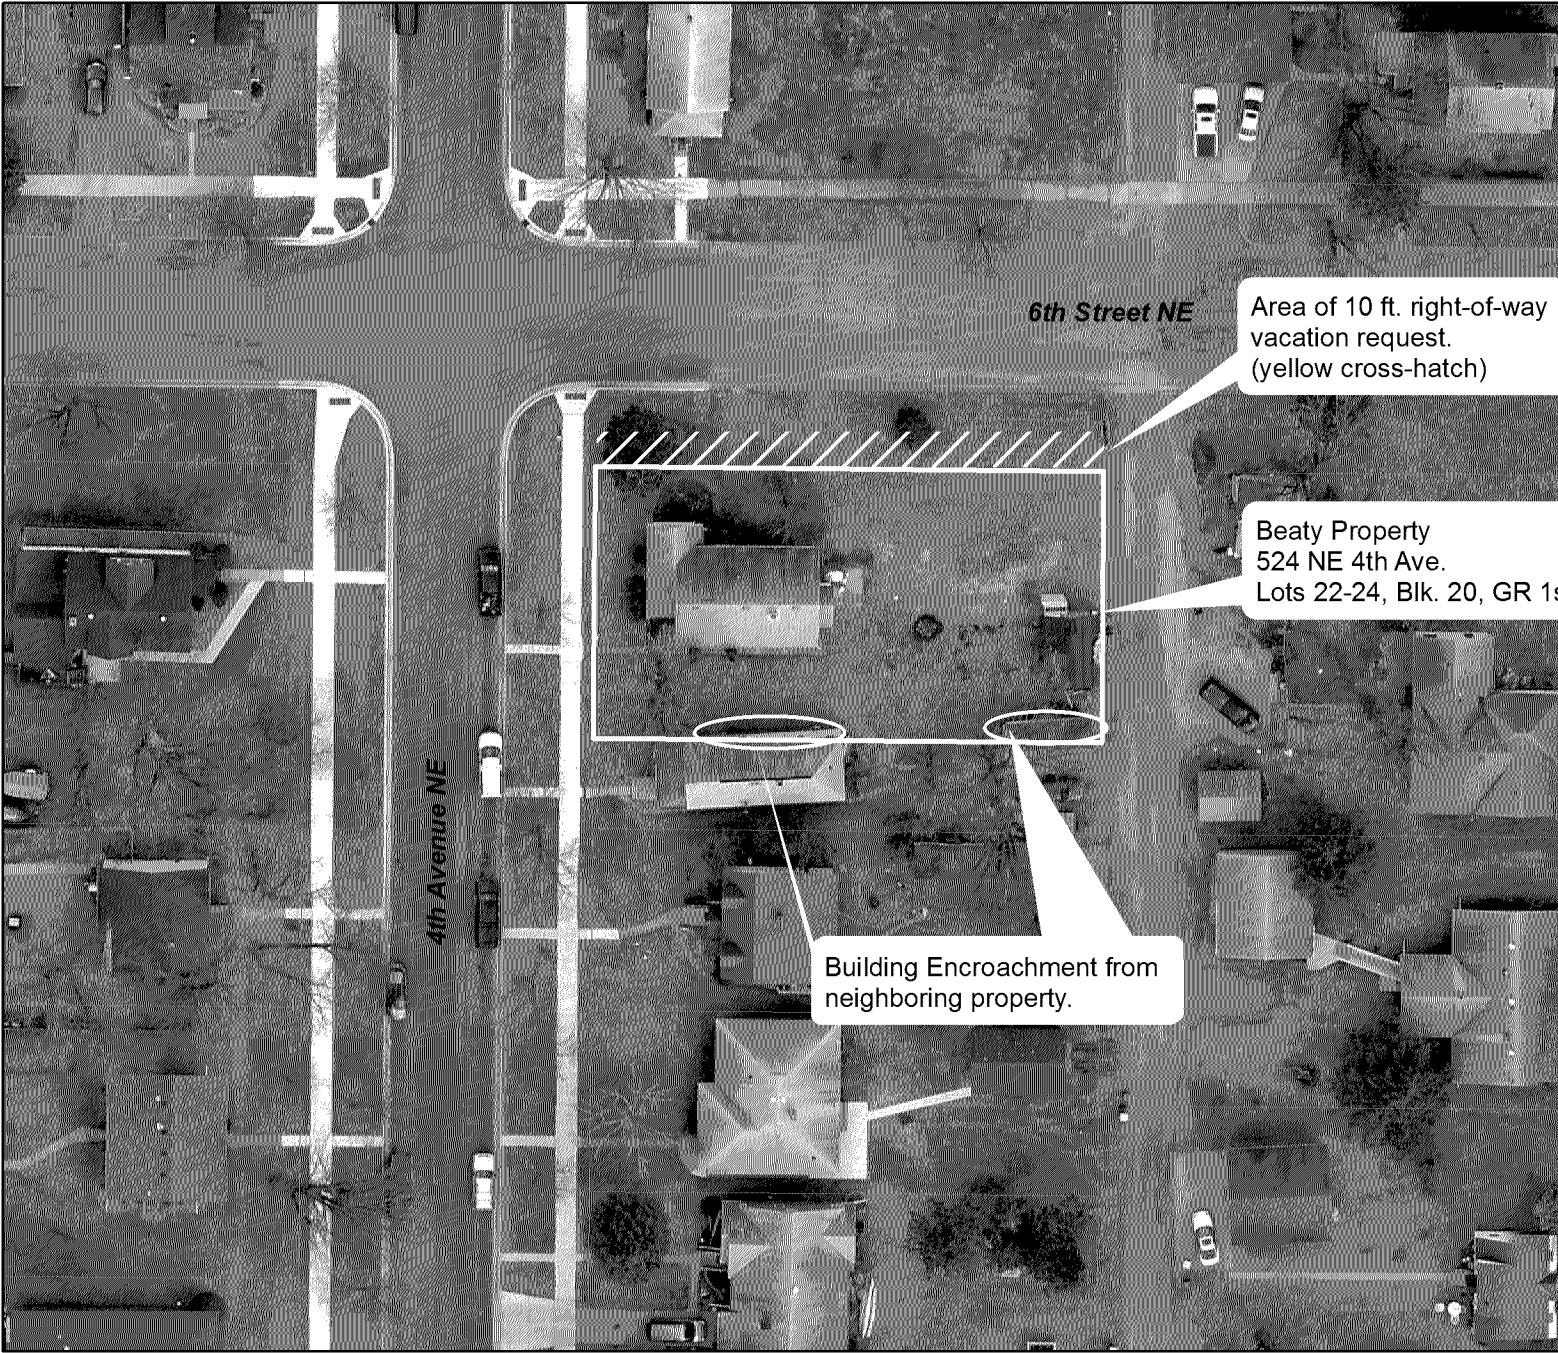 6th Street NE
Area of 10 ft. right-of-way
vacation request.
(yellow cross-hatch)
Beaty Property
524 NE 4th Ave.
Lots 22-24, Blk. 20, GR 1s
4th Avenue NE
Building Encroachment from
neighboring property.